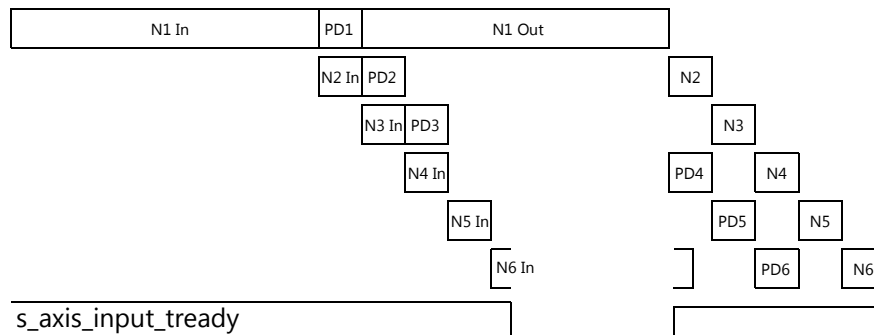 N1 In PD1 N1 Out
N2 In PD2 N2
N3 In PD3 N3
N4 In PD4 N4
N5 In PD5 N5
N6 In PD6 N6
s_axis_input_tready